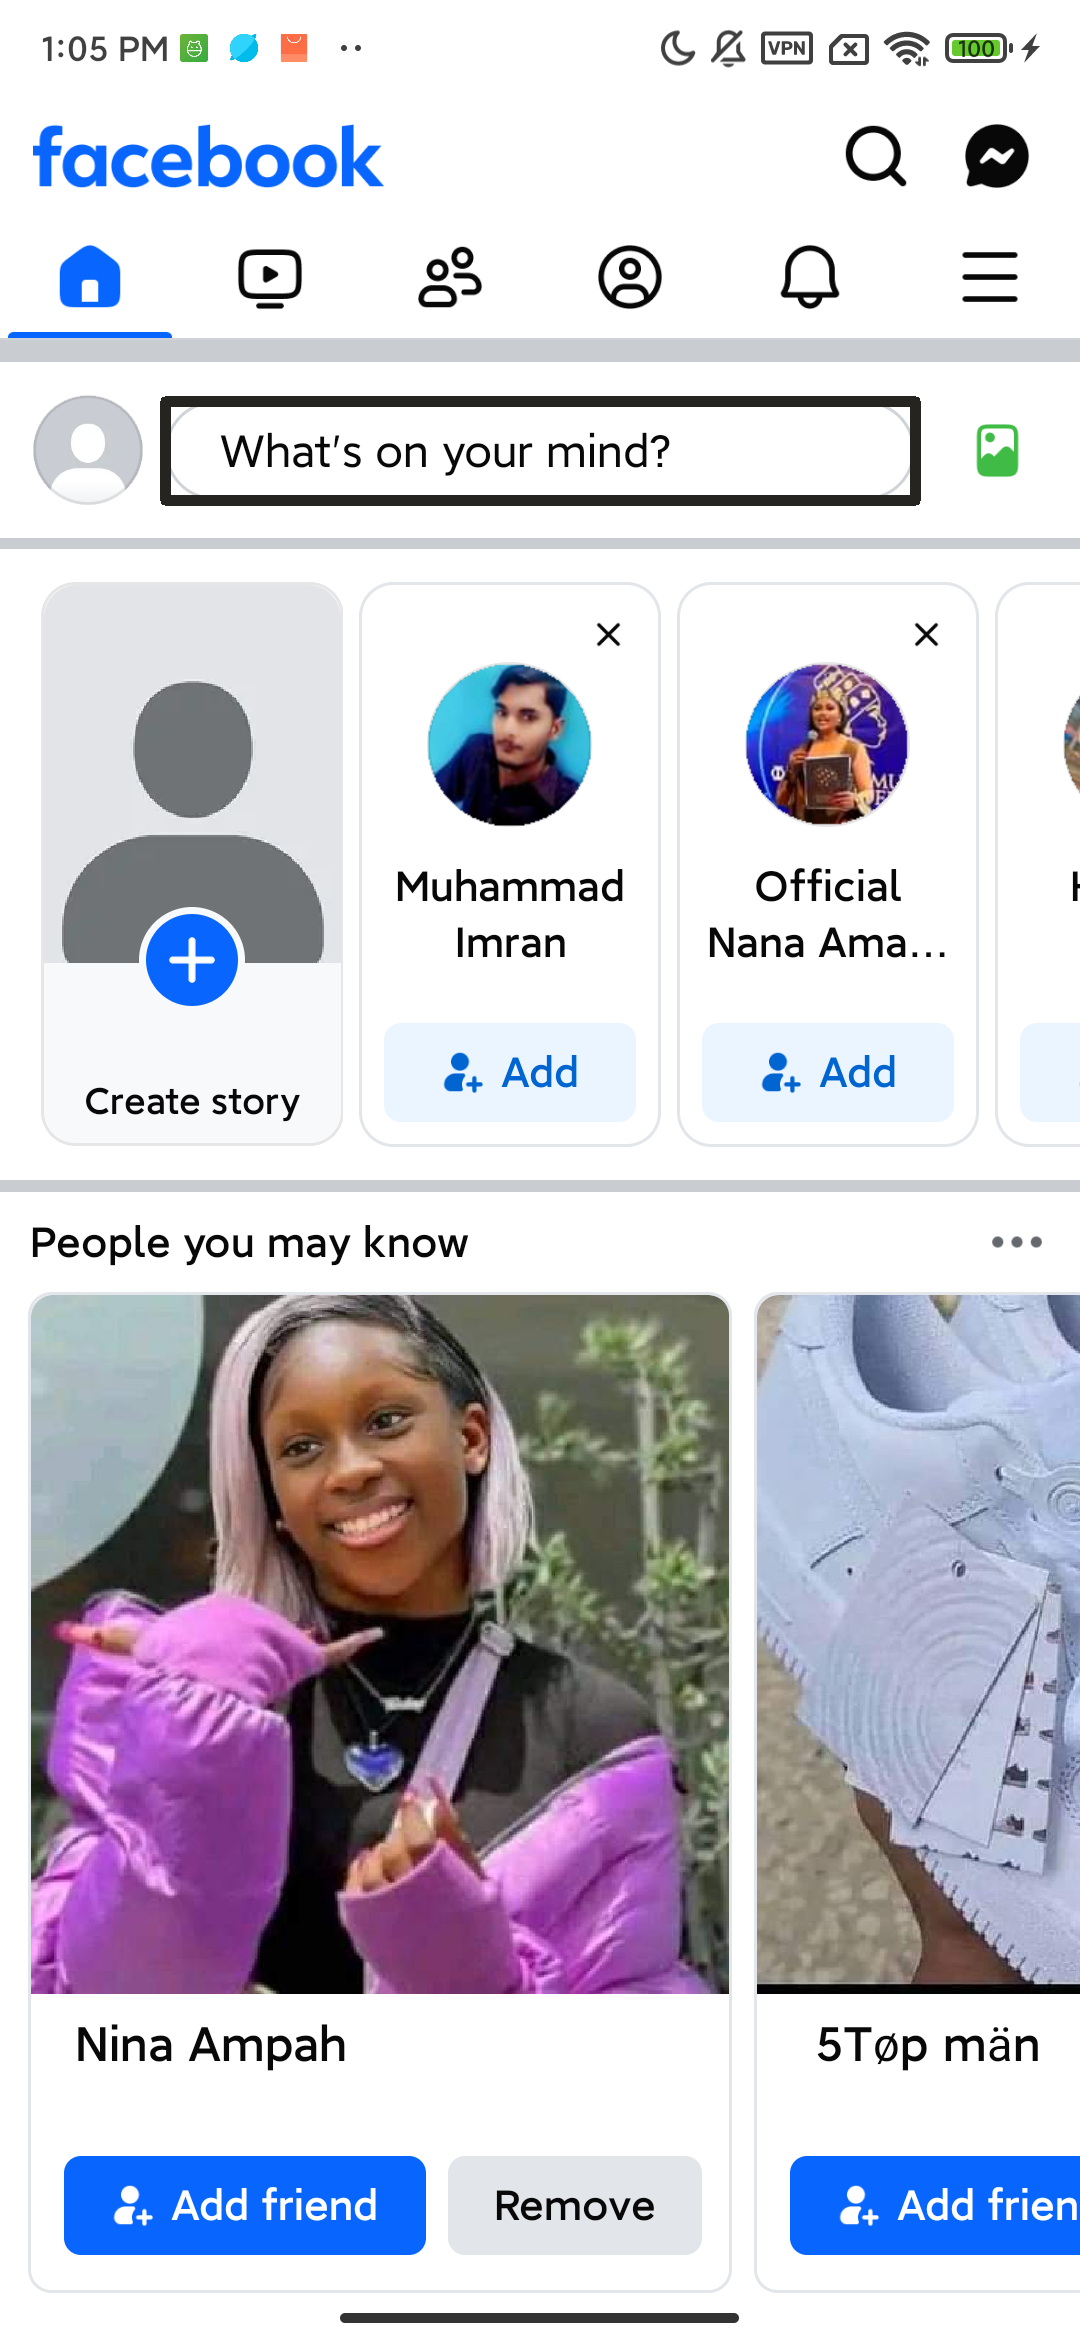 1:05 PM
VPN
100
facebook
What's on your mind?
Muhammad
Imran
Official
Nana Ama...
Add
Add
Create story
People you may know
Nina Ampah
5Tøp män
Add friend
Remove
Add frien